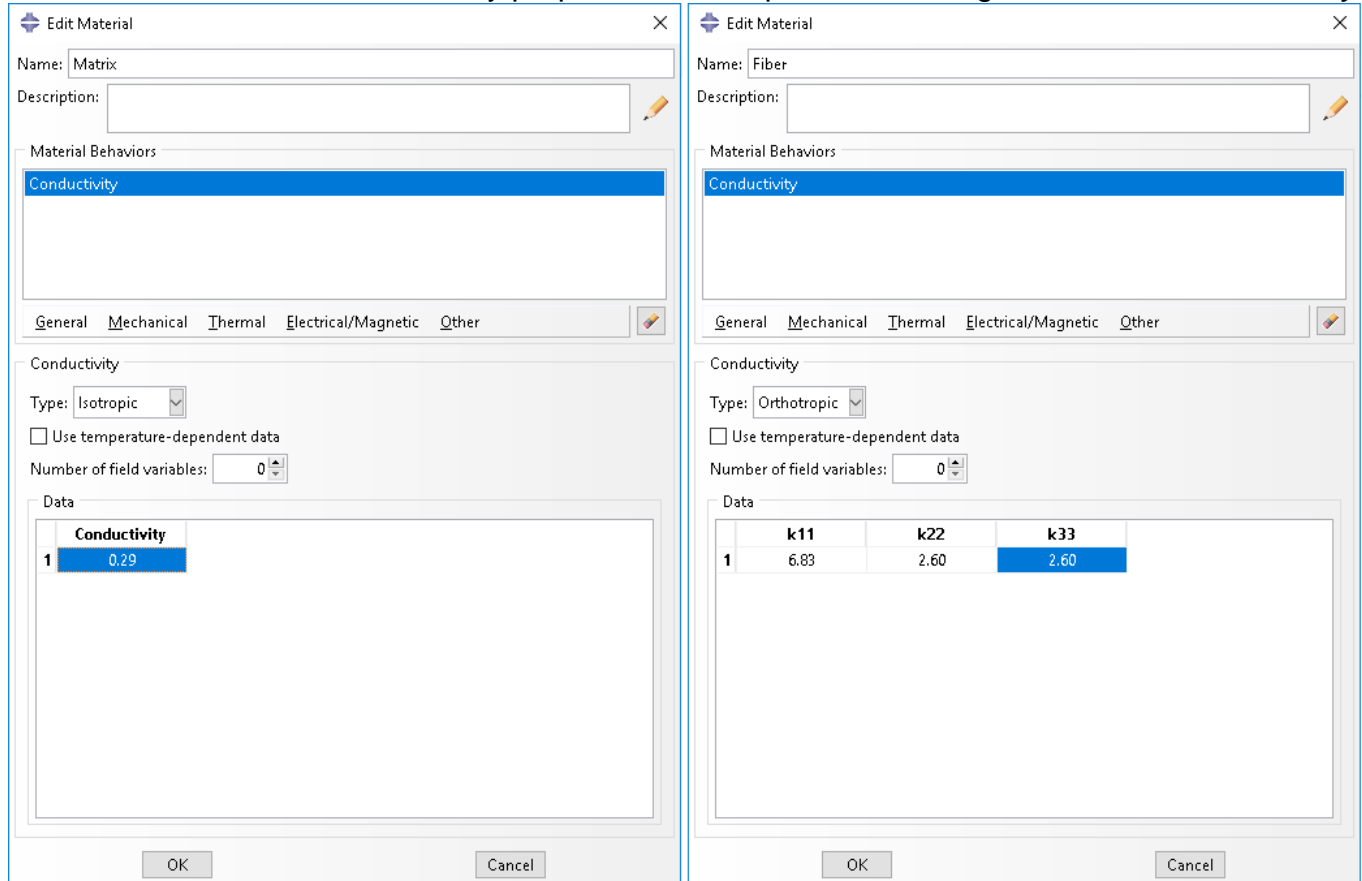 Edit Material
Name: Matrix
Description:
Material Behaviors
Conductivity
General Mechanical Thermal Electrical/Magnetic Other
Conductivity
Type: Isotropic
Use temperature-dependent data
Number of field variables: 0
Data
Conductivity
1 0.29
OK Cancel
Edit Material
Name: Fiber
Description:
Material Behaviors
Conductivity
General Mechanical Thermal Electrical/Magnetic Other
Conductivity
Type: Orthotropic
Use temperature-dependent data
Number of field variables: 0
Data
k11 k22 k33
1 6.83 2.60 2.60
OK Cancel